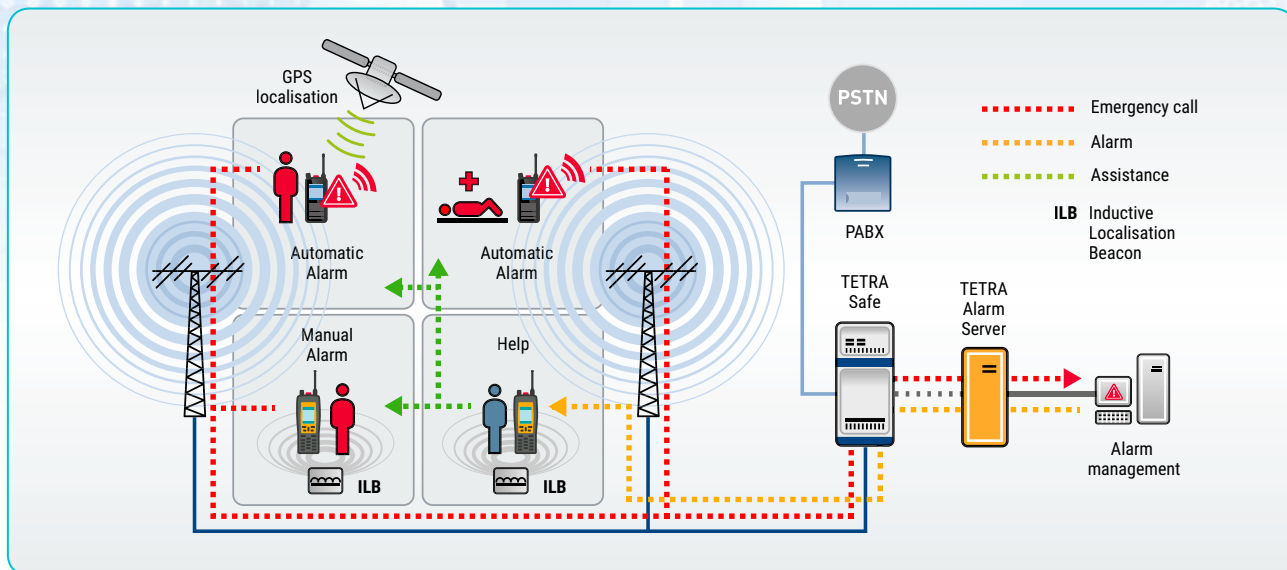 GPS
localisation
Automatic
Alarm
Automatic
Alarm
Manual
Alarm
ILB
Help
ILB
PSTN
PABX
TETRA
Safe
TETRA
Alarm
Server
Alarm
management
Emergency call
Alarm
Assistance
ILB Inductive
Localisation
Beacon